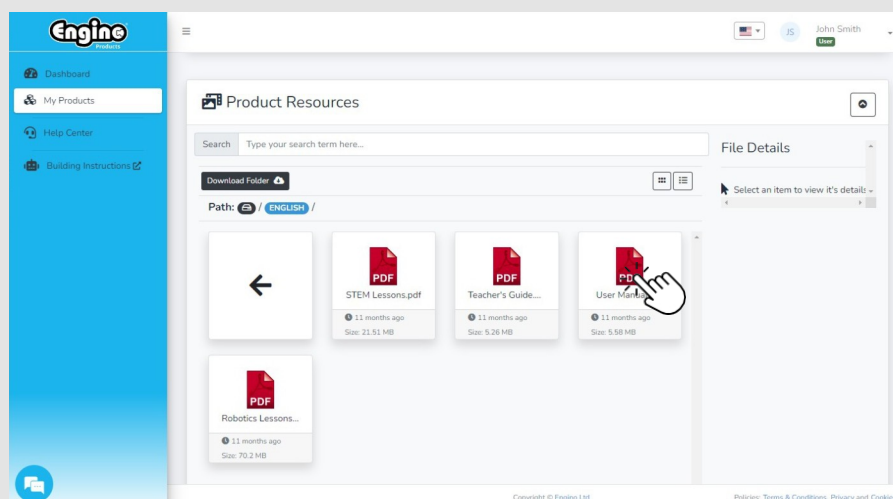 Engino
Products
JS
John Smith
User
Dashboard
My Products
Help Center
Building Instructions
Product Resources
Search
Type your search term here...
File Details
Download Folder
Select an item to view it's details
Path: / ENGLISH /
PDF
STEM Lessons.pdf
11 months ago
Size: 21.51 MB
PDF
Teacher's Guide....
11 months ago
Size: 5.26 MB
PD
User Manua
11 months ago
Size: 5.58 MB
PDF
Robotics Lessons...
11 months ago
Size: 70.2 MB
Copyright © Engino Ltd
Policies: Terms & Conditions, Privacy and Cookie